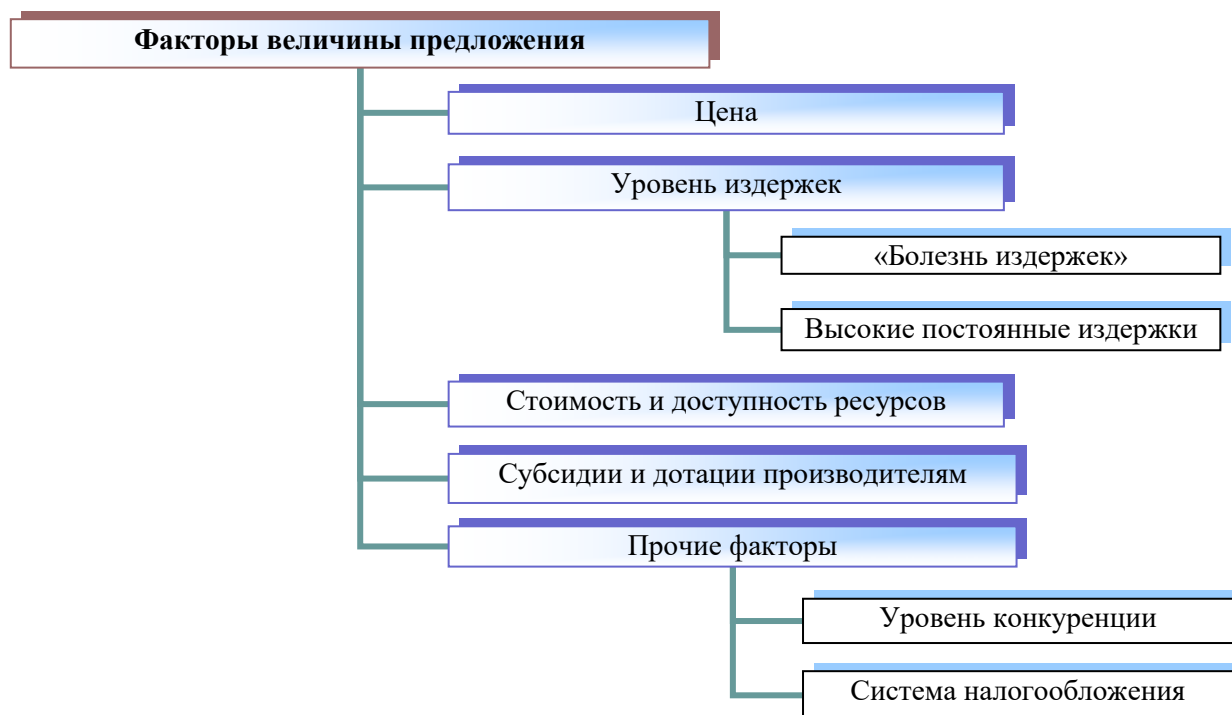 Факторы величины предложения
Цена
Уровень издержек
«Болезнь издержек»
Высокие постоянные издержки
Стоимость и доступность ресурсов
Субсидии и дотации производителям
Прочие факторы
Уровень конкуренции
Система налогообложения